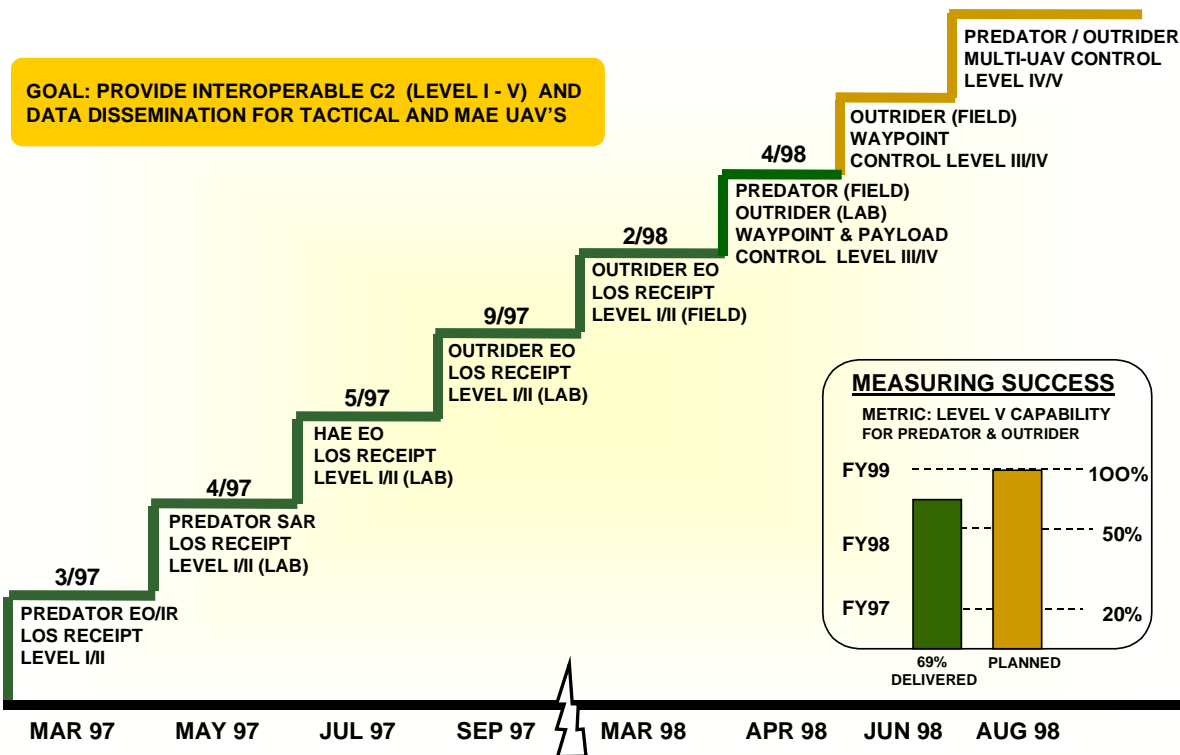 GOAL: PROVIDE INTEROPERABLE C2 (LEVEL I - V) AND
DATA DISSEMINATION FOR TACTICAL AND MAE UAV'S
PREDATOR / OUTRIDER
MULTI-UAV CONTROL
LEVEL IV/V
OUTRIDER (FIELD)
WAYPOINT
CONTROL LEVEL III/IV
4/98
PREDATOR (FIELD)
OUTRIDER (LAB)
WAYPOINT & PAYLOAD
CONTROL LEVEL III/IV
2/98
OUTRIDER EO
LOS RECEIPT
LEVEL I/II (FIELD)
9/97
OUTRIDER EO
LOS RECEIPT
LEVEL I/II (LAB)
5/97
HAE EO
LOS RECEIPT
LEVEL I/II (LAB)
4/97
PREDATOR SAR
LOS RECEIPT
LEVEL I/II (LAB)
3/97
PREDATOR EO/IR
LOS RECEIPT
LEVEL I/II
MEASURING SUCCESS
METRIC: LEVEL V CAPABILITY
FOR PREDATOR & OUTRIDER
FY99
1OO%
FY98
50%
FY97
20%
69%
DELIVERED
PLANNED
MAR 97
MAY 97
JUL 97
SEP 97
MAR 98
APR 98
JUN 98
AUG 98